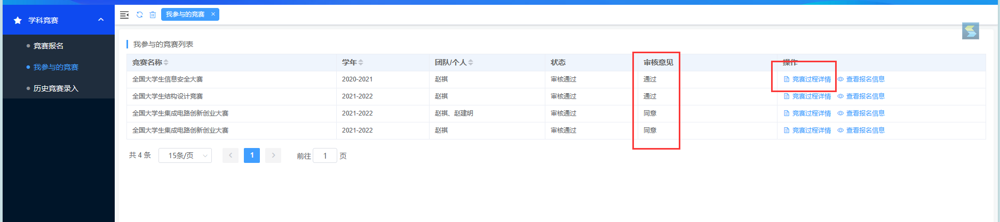 学科竞赛
竞赛报名
我参与的竞赛
历史竞赛录入
我参与的竞赛 ×
我参与的竞赛列表
竞赛名称 学年 团队/个人 状态 审核意见 操作
全国大学生信息安全大赛 2020-2021 赵祺 审核通过 通过 竞赛过程详情 查看报名信息
全国大学生结构设计竞赛 2021-2022 赵祺 审核通过 通过 竞赛过程详情 查看报名信息
全国大学生集成电路创新创业大赛 2021-2022 赵祺、赵建明 审核通过 同意 竞赛过程详情 查看报名信息
全国大学生集成电路创新创业大赛 2021-2022 赵祺 审核通过 同意 竞赛过程详情 查看报名信息
共 4 条 15条/页 1 前往 1 页